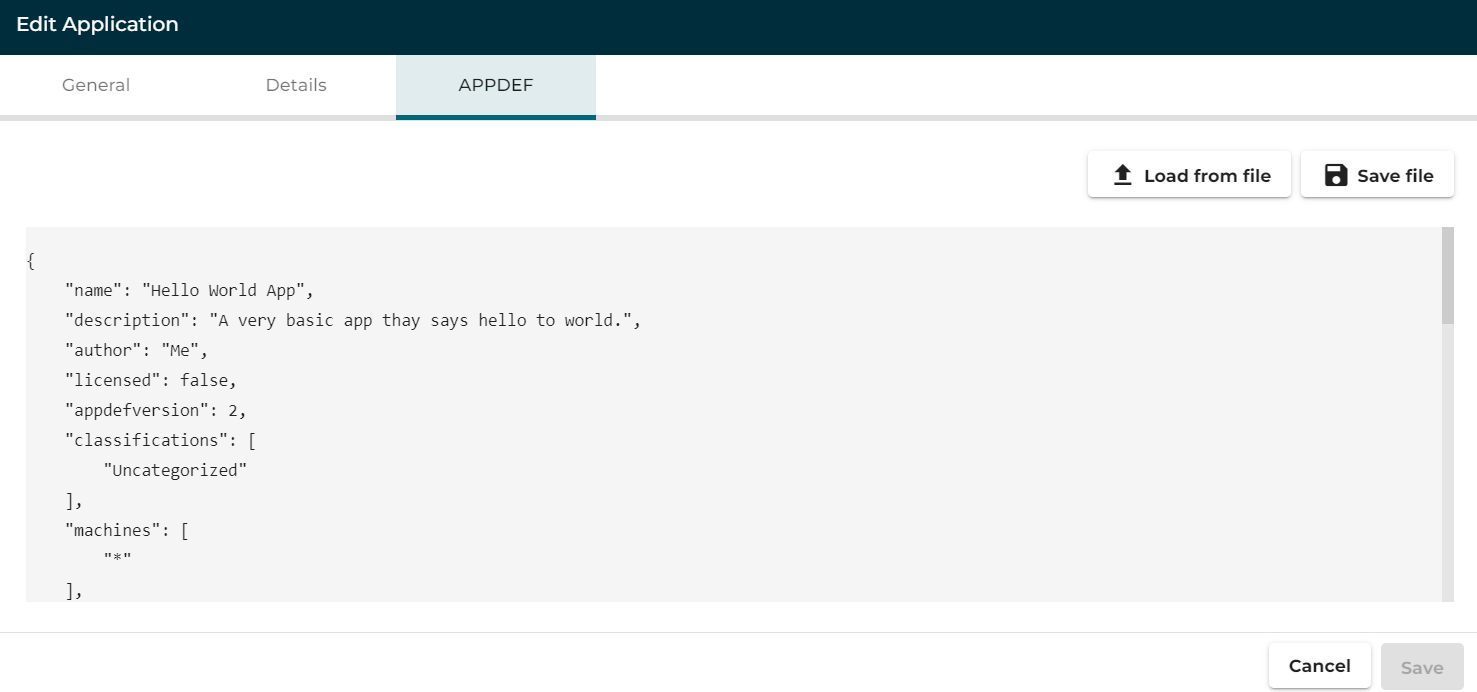 Edit Application
General Details APPDEF
Load from file Save file
{
"name": "Hello World App",
"description": "A very basic app thay says hello to world.",
"author": "Me",
"licensed": false,
"appdefversion": 2,
"classifications": [
"Uncategorized"
],
"machines": [
"*"
],
Cancel Save